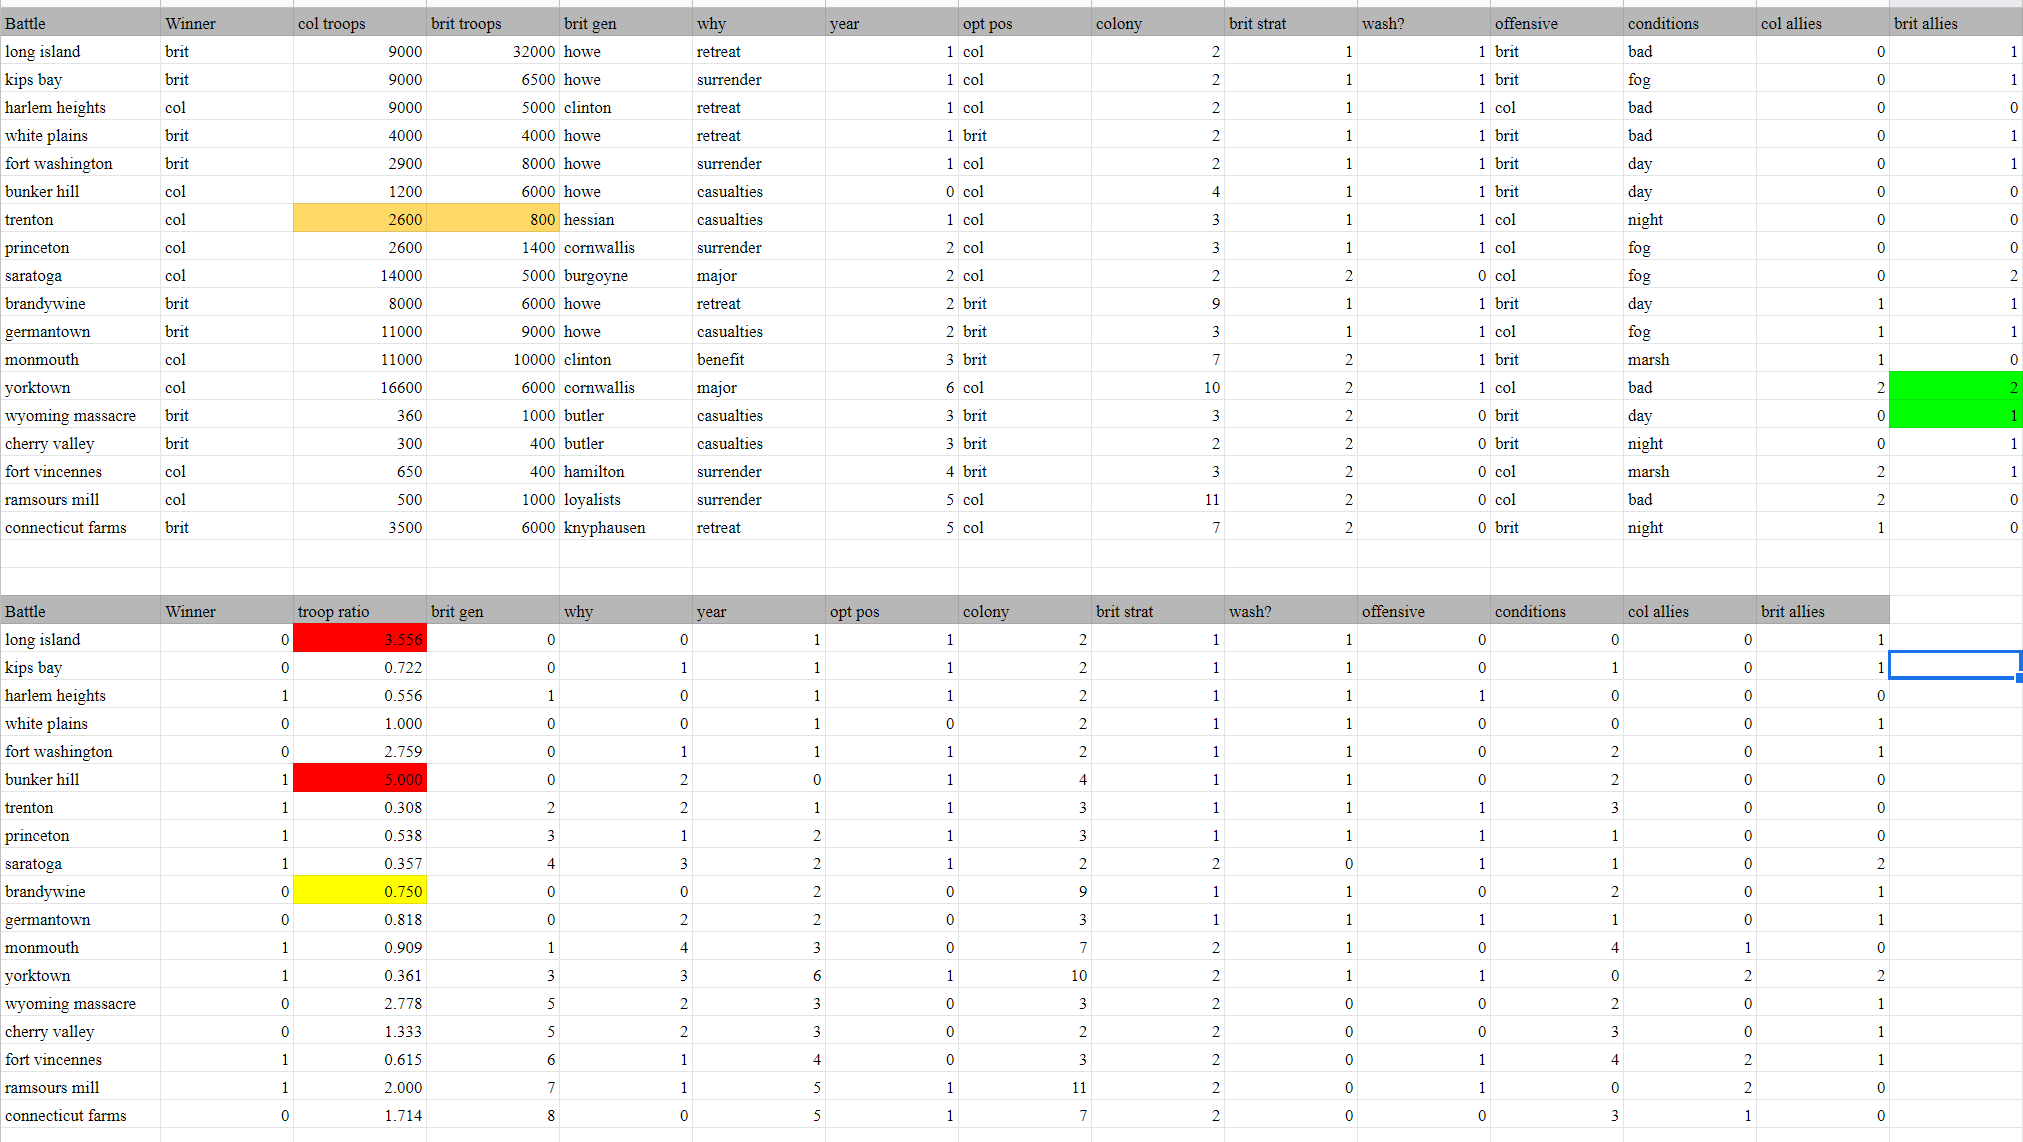 Battle Winner col troops brit troops brit gen why year opt pos colony brit strat wash? offensive conditions col allies brit allies
long island brit 9000 32000 howe retreat 1 col 2 1 1 brit bad 0 1
kips bay brit 9000 6500 howe surrender 1 col 2 1 1 brit fog 0 1
harlem heights col 9000 5000 clinton retreat 1 col 2 1 1 col bad 0 0
white plains brit 4000 4000 howe retreat 1 brit 2 1 1 brit bad 0 1
fort washington brit 2900 8000 howe surrender 1 col 2 1 1 brit day 0 1
bunker hill col 1200 6000 howe casualties 0 col 4 1 1 brit day 0 0
trenton col 2600 800 hessian casualties 1 col 3 1 1 col night 0 0
princeton col 2600 1400 cornwallis surrender 2 col 3 1 1 col fog 0 0
saratoga col 14000 5000 burgoyne major 2 col 2 2 0 col fog 0 2
brandywine brit 8000 6000 howe retreat 2 brit 9 1 1 brit day 1 1
germantown brit 11000 9000 howe casualties 2 brit 3 1 1 col fog 1 1
monmouth col 11000 10000 clinton benefit 3 brit 7 2 1 brit marsh 1 0
yorktown col 16600 6000 cornwallis major 6 col 10 2 1 col bad 2 2
wyoming massacre brit 360 1000 butler casualties 3 brit 3 2 0 brit day 0 1
cherry valley brit 300 400 butler casualties 3 brit 2 2 0 brit night 0 1
fort vincennes col 650 400 hamilton surrender 4 brit 3 2 0 col marsh 2 1
ramsours mill col 500 1000 loyalists surrender 5 col 11 2 0 col bad 2 0
connecticut farms brit 3500 6000 knyphausen retreat 5 col 7 2 0 brit night 1 0
Battle Winner troop ratio brit gen why year opt pos colony brit strat wash? offensive conditions col allies brit allies
long island 0 3.556 0 0 1 1 2 1 1 0 0 0 1
kips bay 0 0.722 0 1 1 1 2 1 1 0 1 0 1
harlem heights 1 0.556 1 0 1 1 2 1 1 1 0 0 0
white plains 0 1.000 0 0 1 0 2 1 1 0 0 0 1
fort washington 0 2.759 0 1 1 1 2 1 1 0 2 0 1
bunker hill 1 5.000 0 2 0 1 4 1 1 0 2 0 0
trenton 1 0.308 2 2 1 1 3 1 1 1 3 0 0
princeton 1 0.538 3 1 2 1 3 1 1 1 1 0 0
saratoga 1 0.357 4 3 2 1 2 2 0 1 1 0 2
brandywine 0 0.750 0 0 2 0 9 1 1 0 2 0 1
germantown 0 0.818 0 2 2 0 3 1 1 1 1 0 1
monmouth 1 0.909 1 4 3 0 7 2 1 0 4 1 0
yorktown 1 0.361 3 3 6 1 10 2 1 1 0 2 2
wyoming massacre 0 2.778 5 2 3 0 3 2 0 0 2 0 1
cherry valley 0 1.333 5 2 3 0 2 2 0 0 3 0 1
fort vincennes 1 0.615 6 1 4 0 3 2 0 1 4 2 1
ramsours mill 1 2.000 7 1 5 1 11 2 0 1 0 2 0
connecticut farms 0 1.714 8 0 5 1 7 2 0 0 3 1 0